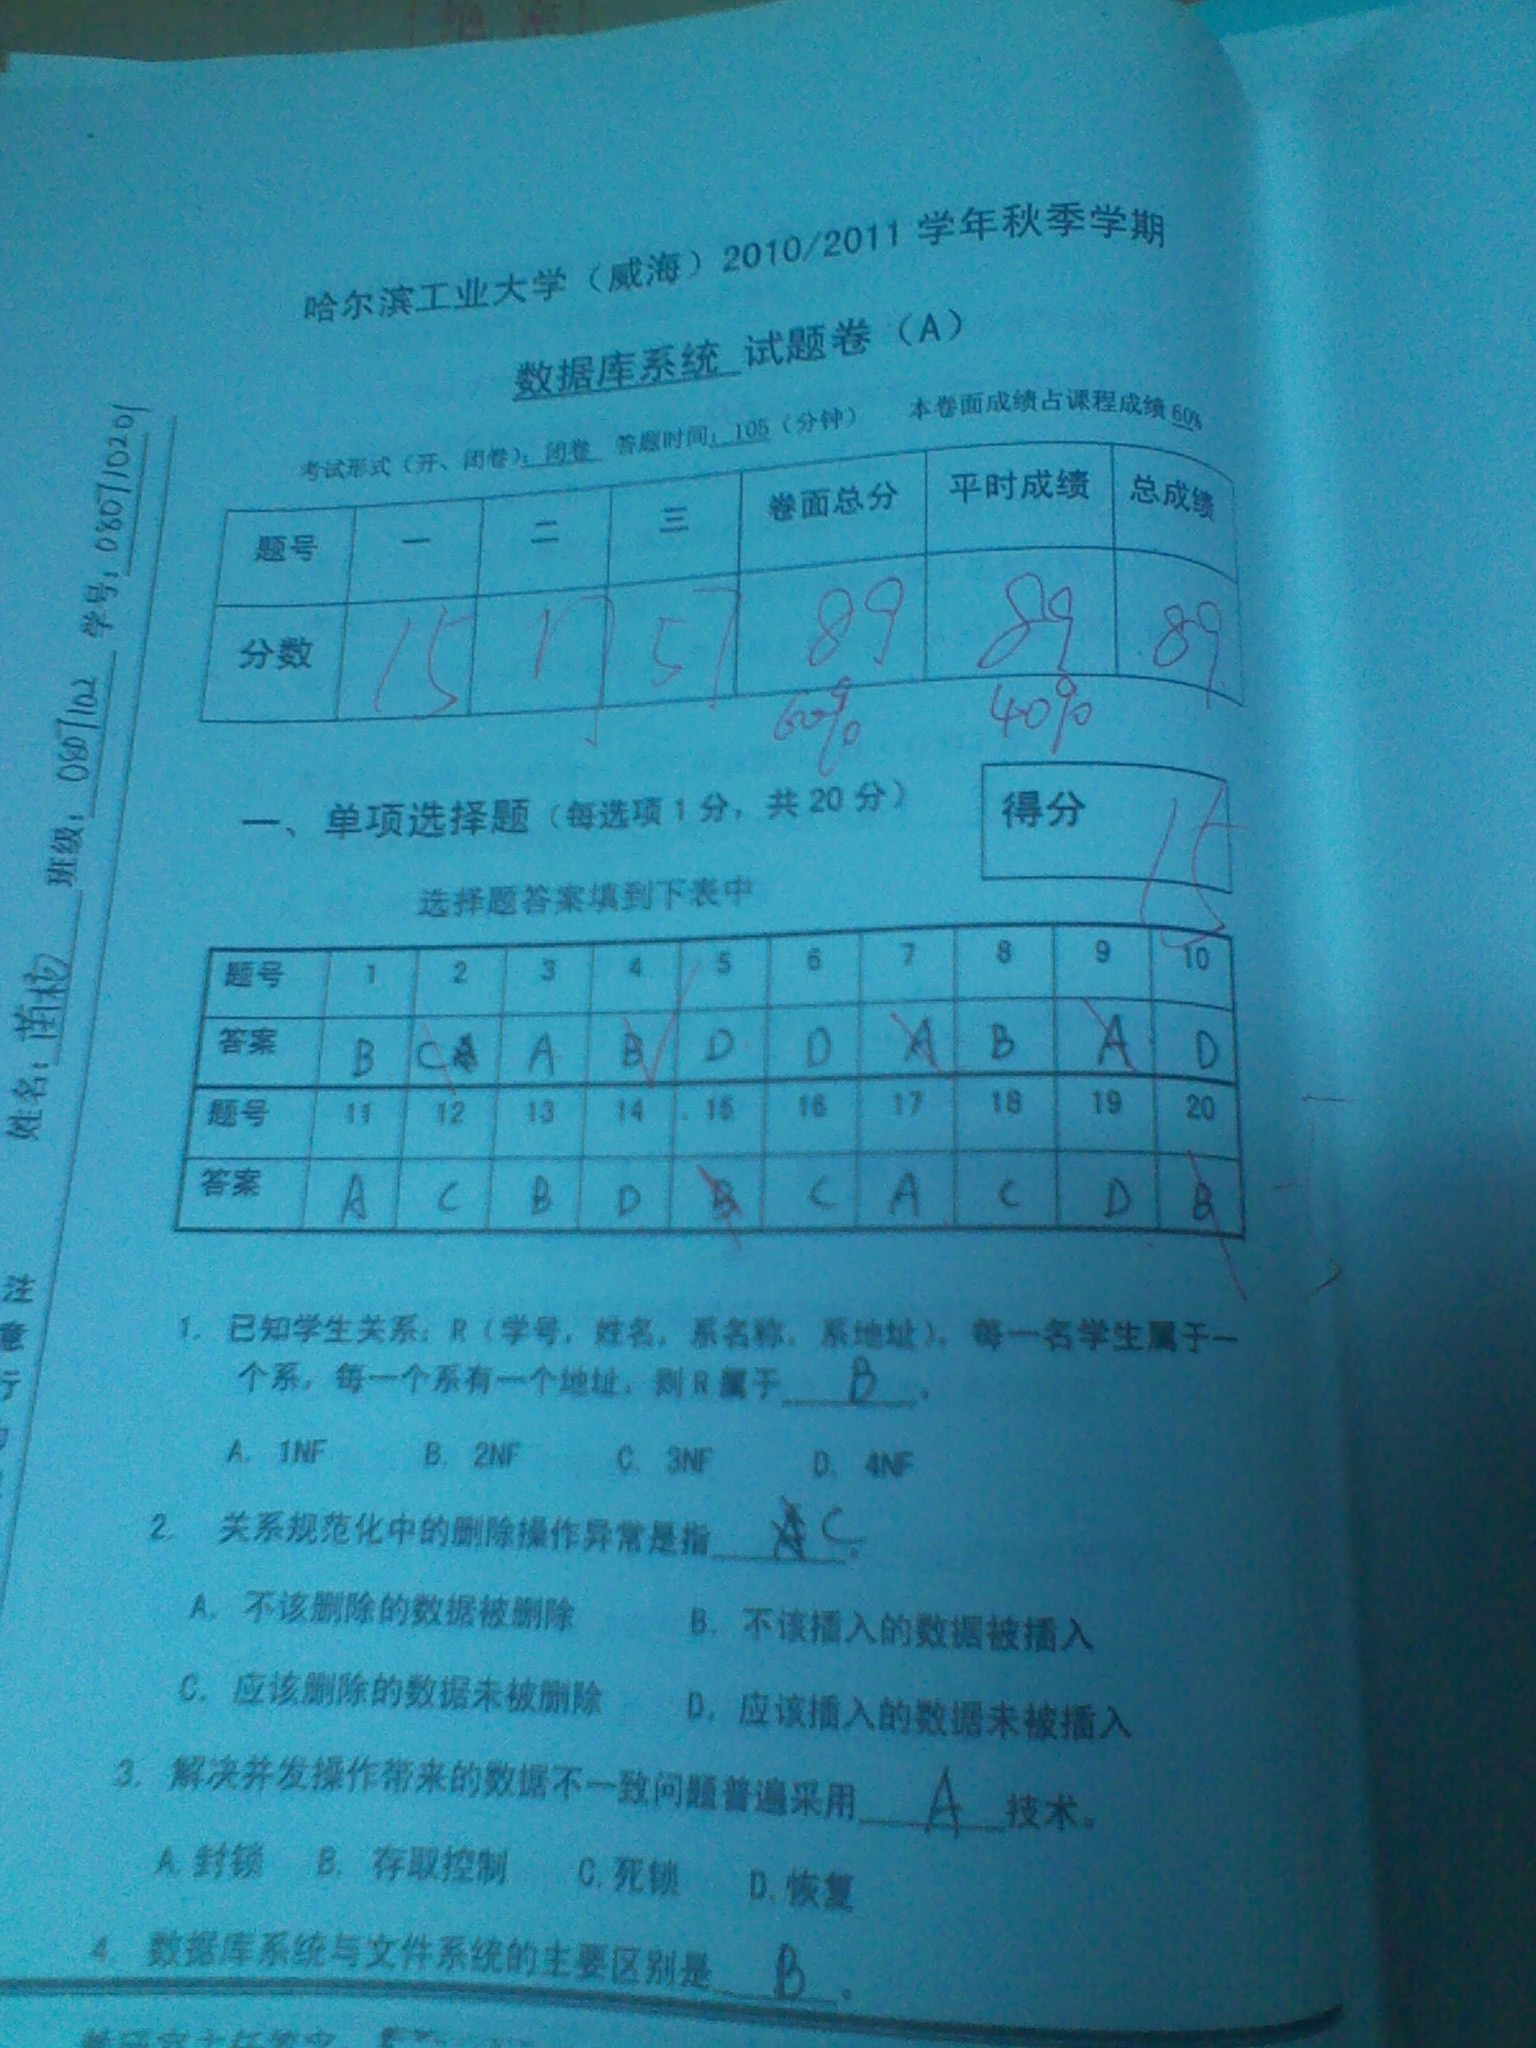 哈尔滨工业大学（威海）2010/2011 学年秋季学期
数据库系统 试题卷（A）
考试形式（开、闭卷）：闭卷 答题时间：105（分钟） 本卷面成绩占课程成绩 60%
题号 一 二 三 卷面总分 平时成绩 总成绩
分数 15 17 57 89 89 89
60% 40%
一、单项选择题（每选项 1 分，共 20 分）
得分 15
选择题答案填到下表中
题号 1 2 3 4 5 6 7 8 9 10
答案 B C A B D D A B A D
题号 11 12 13 14 15 16 17 18 19 20
答案 A C B D B C A C D B
1. 已知学生关系：R（学号，姓名，系名称，系地址），每一名学生属于一
个系，每一个系有一个地址，则 R 属于 B 。
A. 1NF B. 2NF C. 3NF D. 4NF
2. 关系规范化中的删除操作异常是指 A C 。
A. 不该删除的数据被删除 B. 不该插入的数据被插入
C. 应该删除的数据未被删除 D. 应该插入的数据未被插入
3. 解决并发操作带来的数据不一致问题普遍采用 A 技术。
A.封锁 B. 存取控制 C.死锁 D.恢复
4. 数据库系统与文件系统的主要区别是 B 。
姓名： 苗杨 班级： 0807102 学号： 080710201
注
意
行